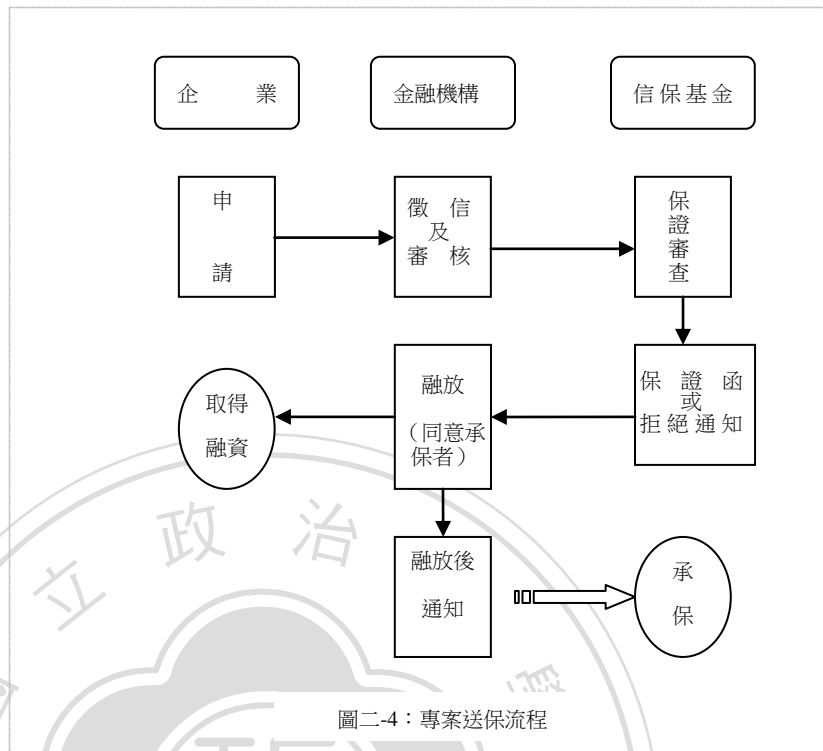 企 業
金融機構
信保基金
申
請
徵 信
及
審 核
保
證
審
查
取得
融資
融放
（同意承
保者）
保 證 函
或
拒絕通知
融放後
通知
承
保
立 政 治
圖二-4：專案送保流程